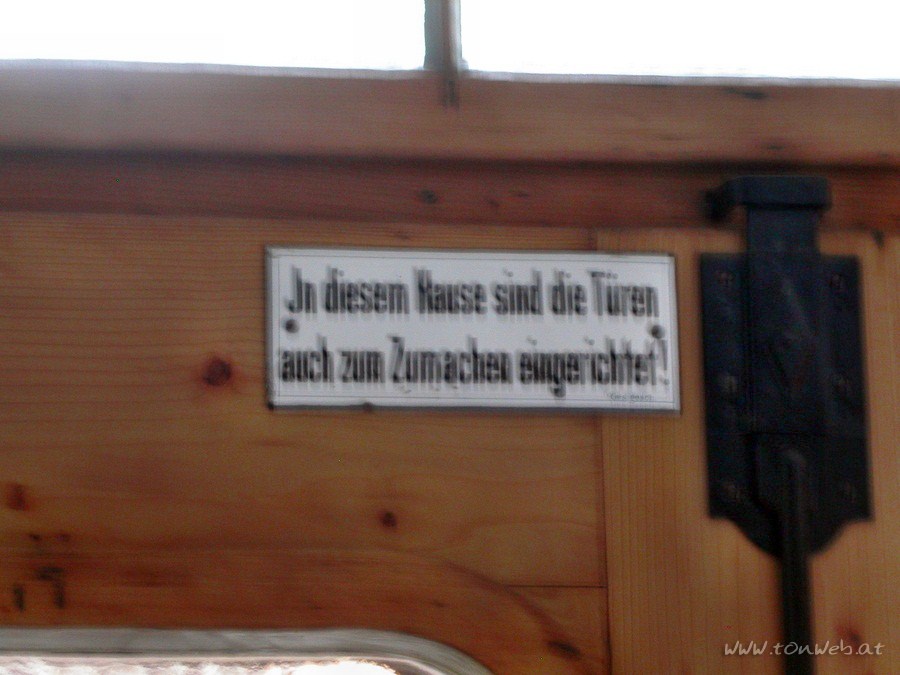 Jn diesem Hause sind die Türen
auch zum Zumachen eingerichtet!
www.tonweb.at